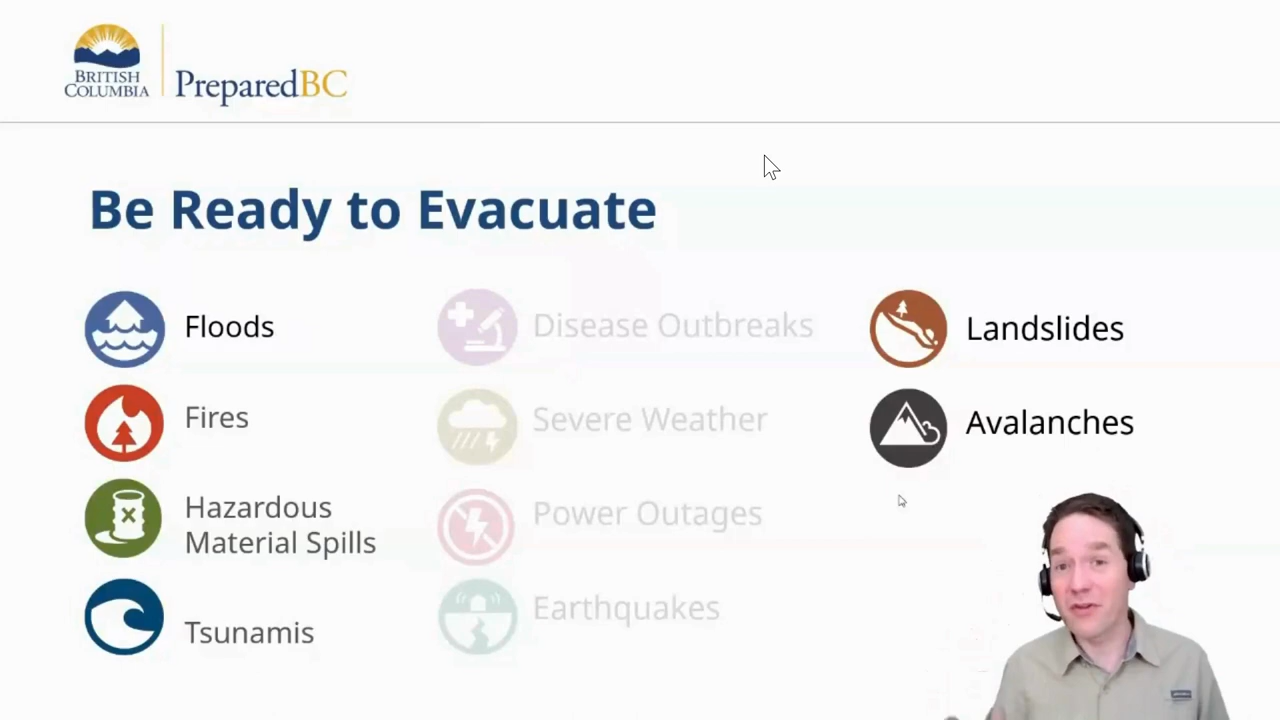 BRITISH
COLUMBIA
PreparedBC
Be Ready to Evacuate
Floods
Fires
Hazardous
Material Spills
Tsunamis
Disease Outbreaks
Severe Weather
Power Outages
Earthquakes
Landslides
Avalanches